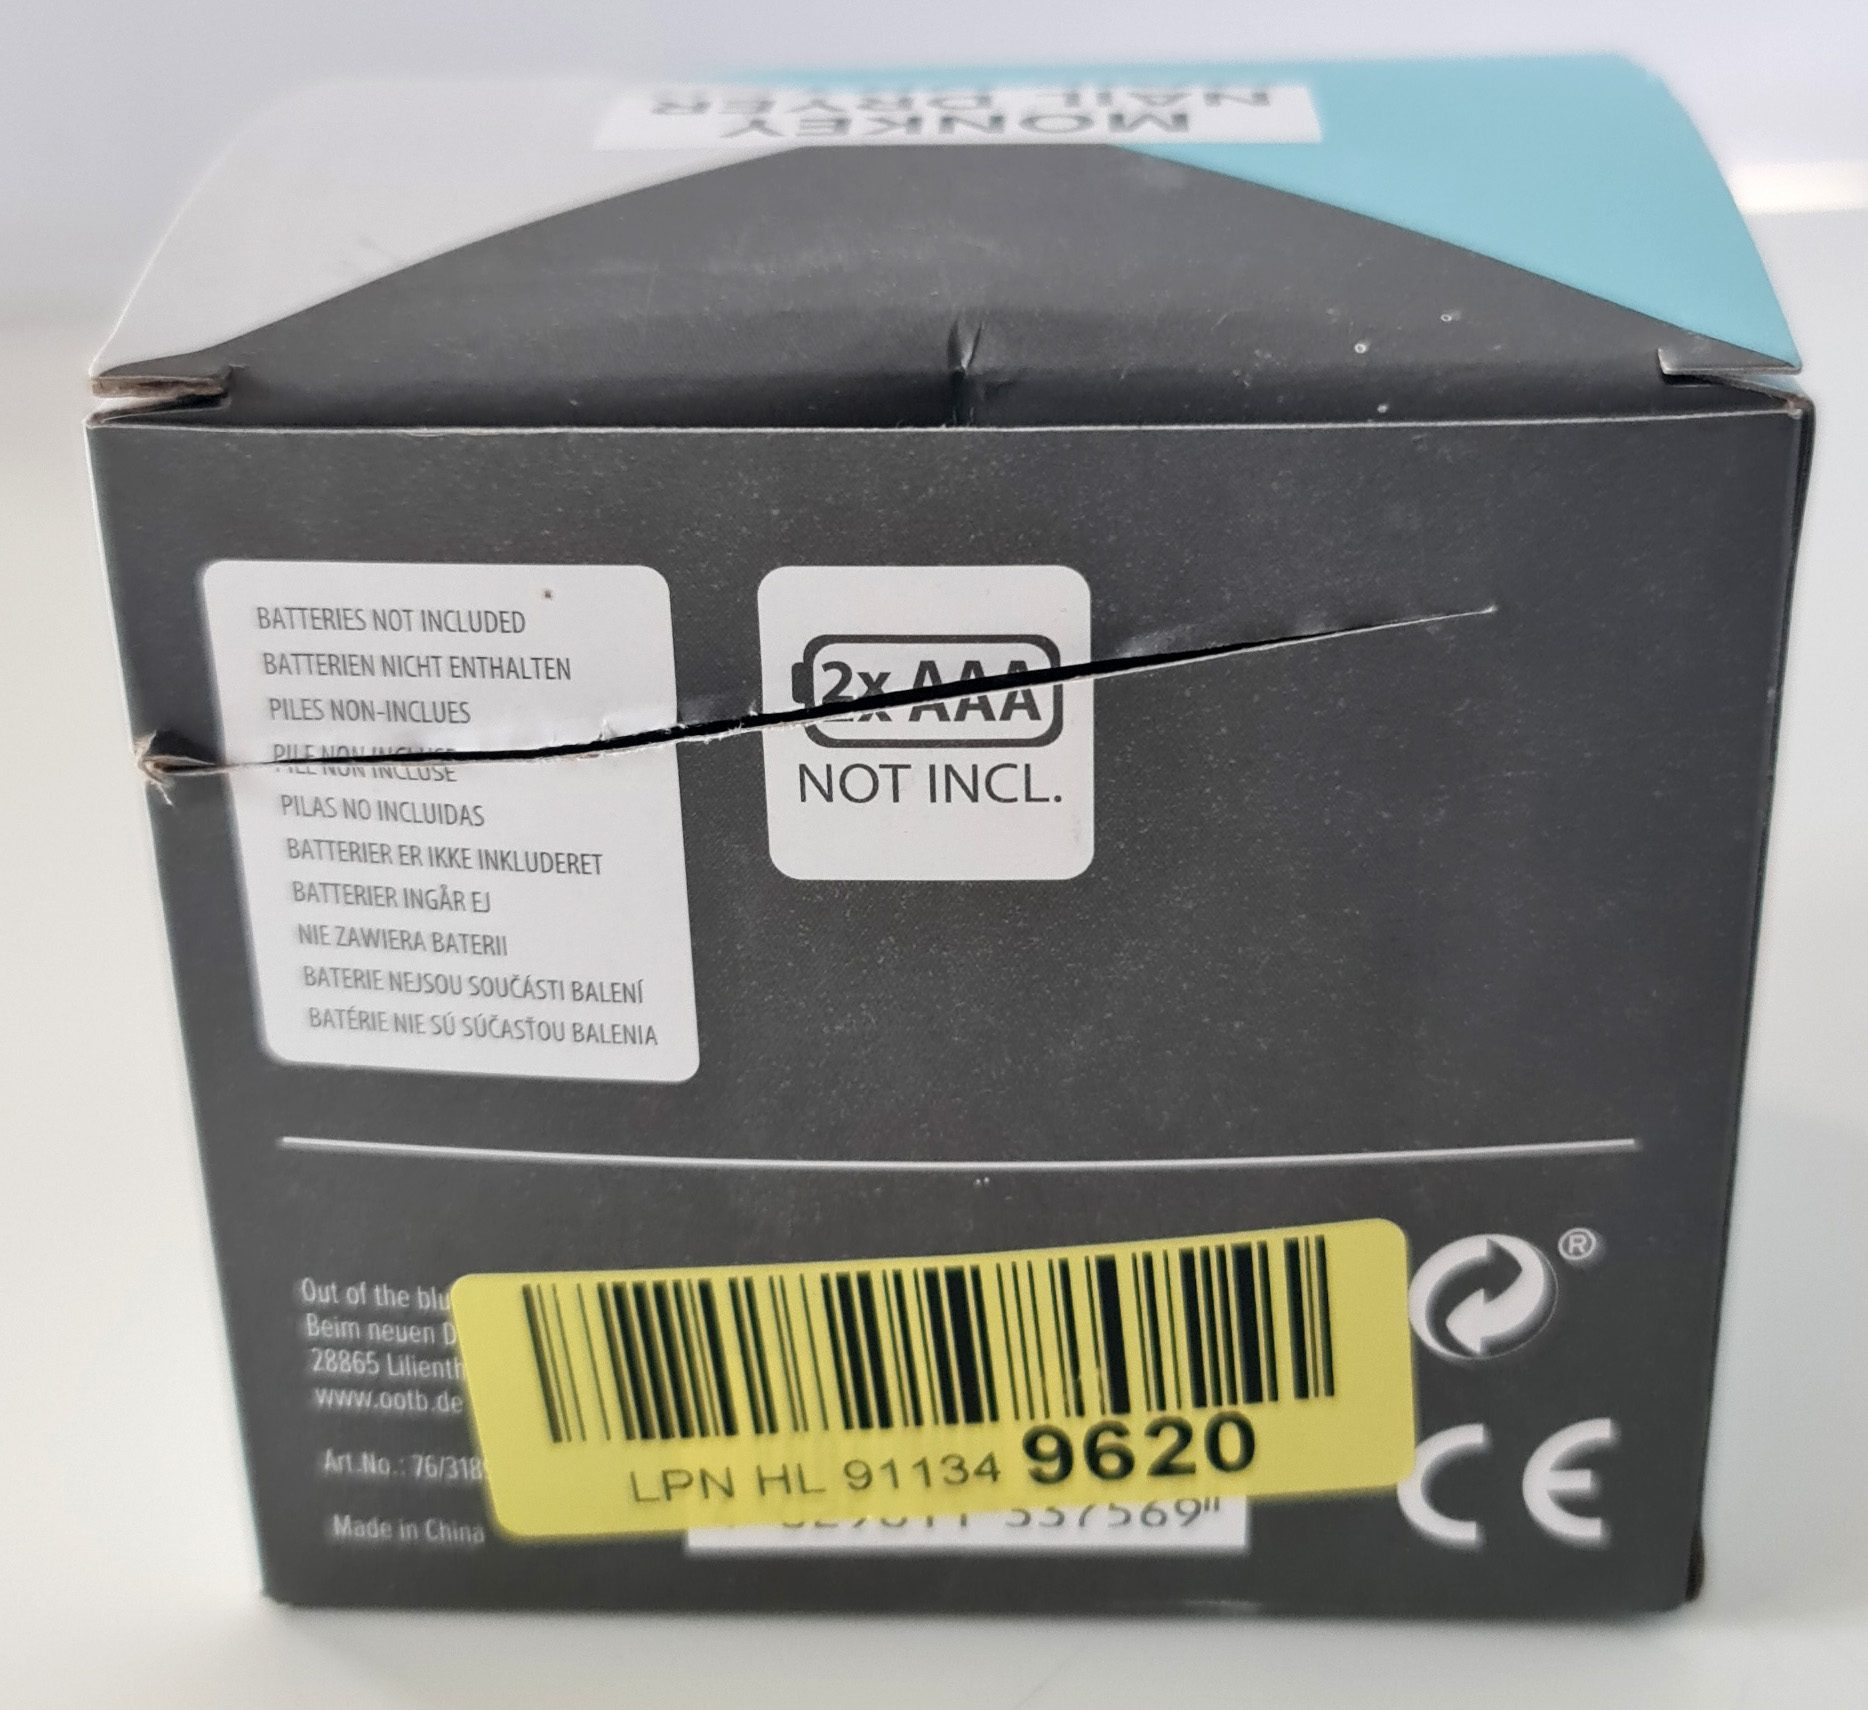 MONKEY
NAIL DRYER
BATTERIES NOT INCLUDED
BATTERIEN NICHT ENTHALTEN
PILES NON-INCLUES
PILE NON INCLUSE
PILAS NO INCLUIDAS
BATTERIER ER IKKE INKLUDERET
BATTERIER INGÅR EJ
NIE ZAWIERA BATERII
BATERIE NEJSOU SOUČÁSTI BALENÍ
BATÉRIE NIE SÚ SÚČASŤOU BALENIA
2x AAA
NOT INCL.
Out of the blu
Beim neuen D
28865 Lilienth
www.ootb.de
Art.No.: 76/318
Made in China
LPN HL 91134 9620
337569
®
CE